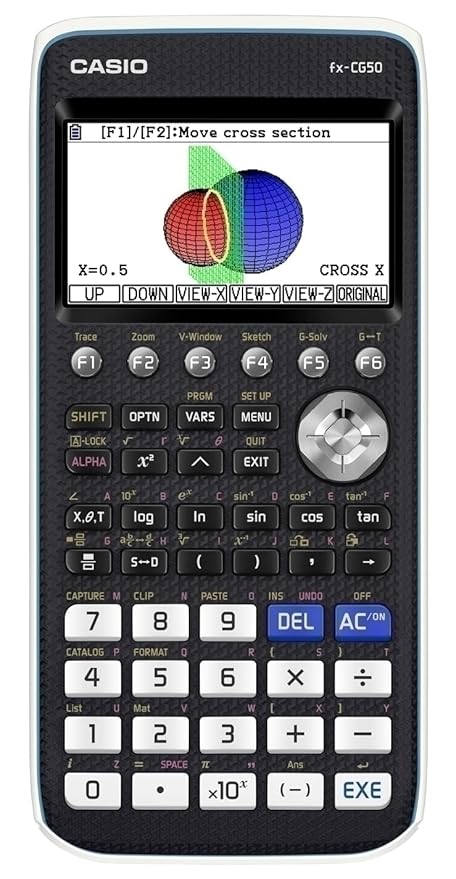 CASIO fx-CG50
[F1]/[F2]:Move cross section
X=0.5 CROSS X
UP DOWN VIEW-X VIEW-Y VIEW-Z ORIGINAL
Trace Zoom V-Window Sketch G-Solv G↔T
F1 F2 F3 F4 F5 F6
PRGM SET UP
SHIFT OPTN VARS MENU
A-LOCK √ r ∛ θ QUIT
ALPHA x² ^ EXIT
∠ A 10ˣ B eˣ C sin⁻¹ D cos⁻¹ E tan⁻¹ F
X,θ,T log ln sin cos tan
G H ∛ I x⁻¹ J K L
S↔D ( ) , →
CAPTURE M CLIP N PASTE O INS UNDO OFF
7 8 9 DEL AC/ON
CATALOG P FORMAT Q R { S } T
4 5 6 × ÷
List U Mat V W [ X ] Y
1 2 3 + −
i Z = SPACE π " Ans ↵
0 • ×10ˣ (−) EXE